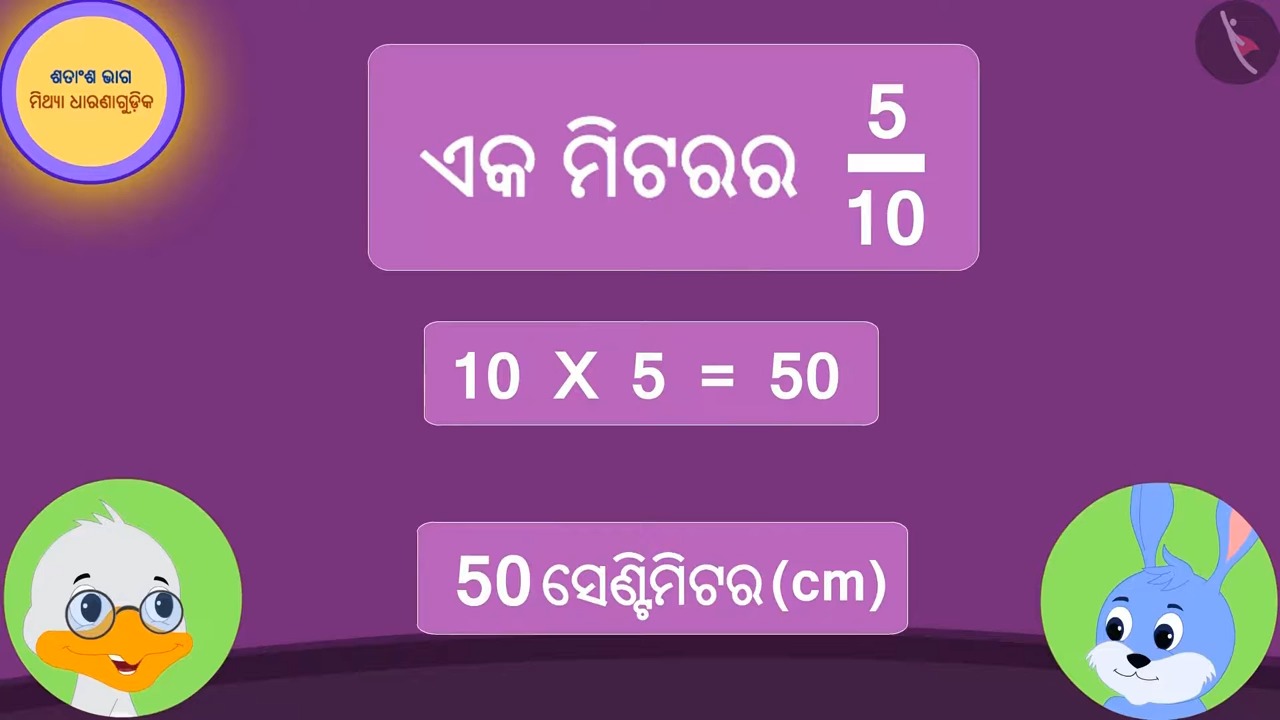 ଶତାଂଶ ଭାଗ
ମିଥ୍ୟା ଧାରଣାଗୁଡ଼ିକ
ଏକ ମିଟରର 5/10
10 X 5 = 50
50 ସେଣ୍ଟିମିଟର (cm)